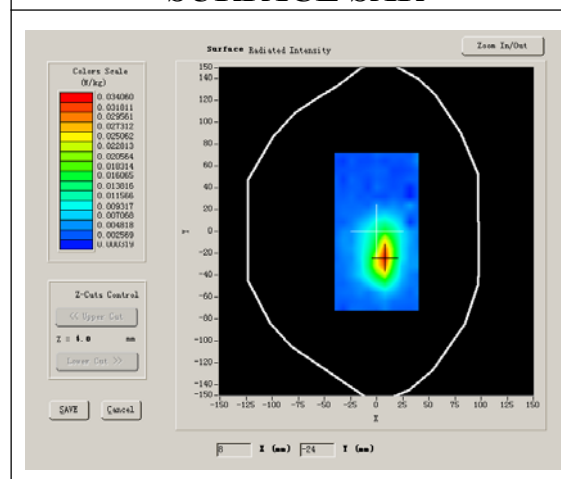 SURFACE SAR
Surface Radiated Intensity
Zoom In/Out
Colors Scale
(W/kg)
0.034060
0.031811
0.029561
0.027312
0.025062
0.022813
0.020564
0.018314
0.016065
0.013816
0.011566
0.009317
0.007068
0.004818
0.002569
0.000319
150
140
120
100
80
60
40
20
0
-20
-40
-60
-80
-100
-120
-140
-150
Y
-150 -125 -100 -75 -50 -25 0 25 50 75 100 125 150
X
Z-Cuts Control
<< Upper Cut
Z = 4.0 mm
Lower Cut >>
SAVE Cancel
8 X (mm) -24 Y (mm)